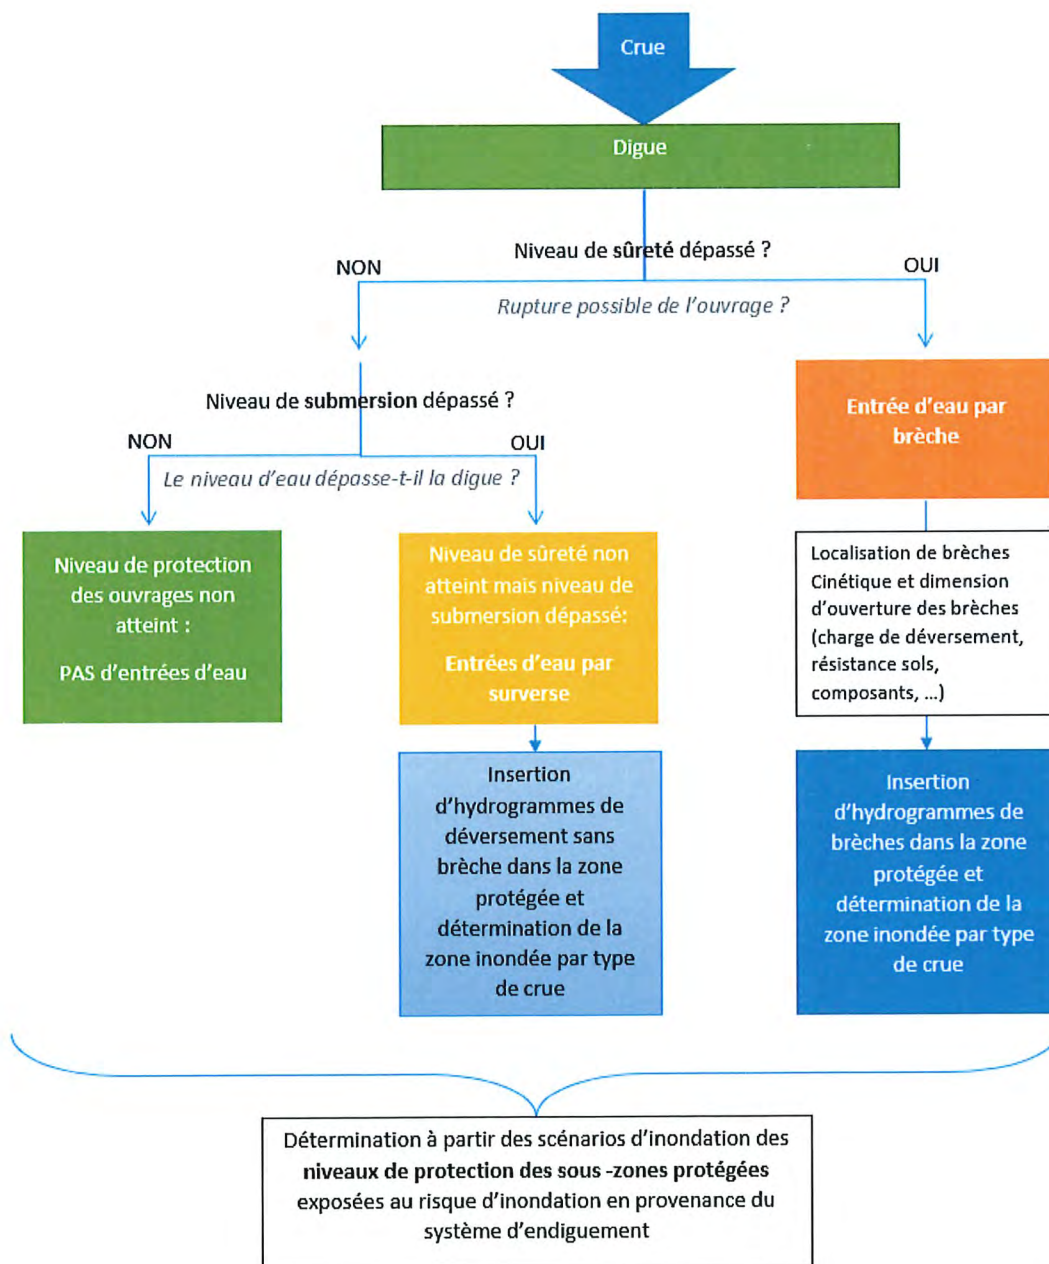 Crue
Digue
Niveau de sûreté dépassé ?
NON
OUI
Rupture possible de l'ouvrage ?
Niveau de submersion dépassé ?
NON
OUI
Le niveau d'eau dépasse-t-il la digue ?
Entrée d'eau par
brèche
Niveau de protection
des ouvrages non
atteint :
PAS d'entrées d'eau
Niveau de sûreté non
atteint mais niveau de
submersion dépassé:
Entrées d'eau par
surverse
Localisation de brèches
Cinétique et dimension
d'ouverture des brèches
(charge de déversement,
résistance sols,
composants, ...)
Insertion
d'hydrogrammes de
déversement sans
brèche dans la zone
protégée et
détermination de la
zone inondée par type
de crue
Insertion
d'hydrogrammes de
brèches dans la zone
protégée et
détermination de la
zone inondée par type
de crue
Détermination à partir des scénarios d'inondation des
niveaux de protection des sous -zones protégées
exposées au risque d'inondation en provenance du
système d'endiguement